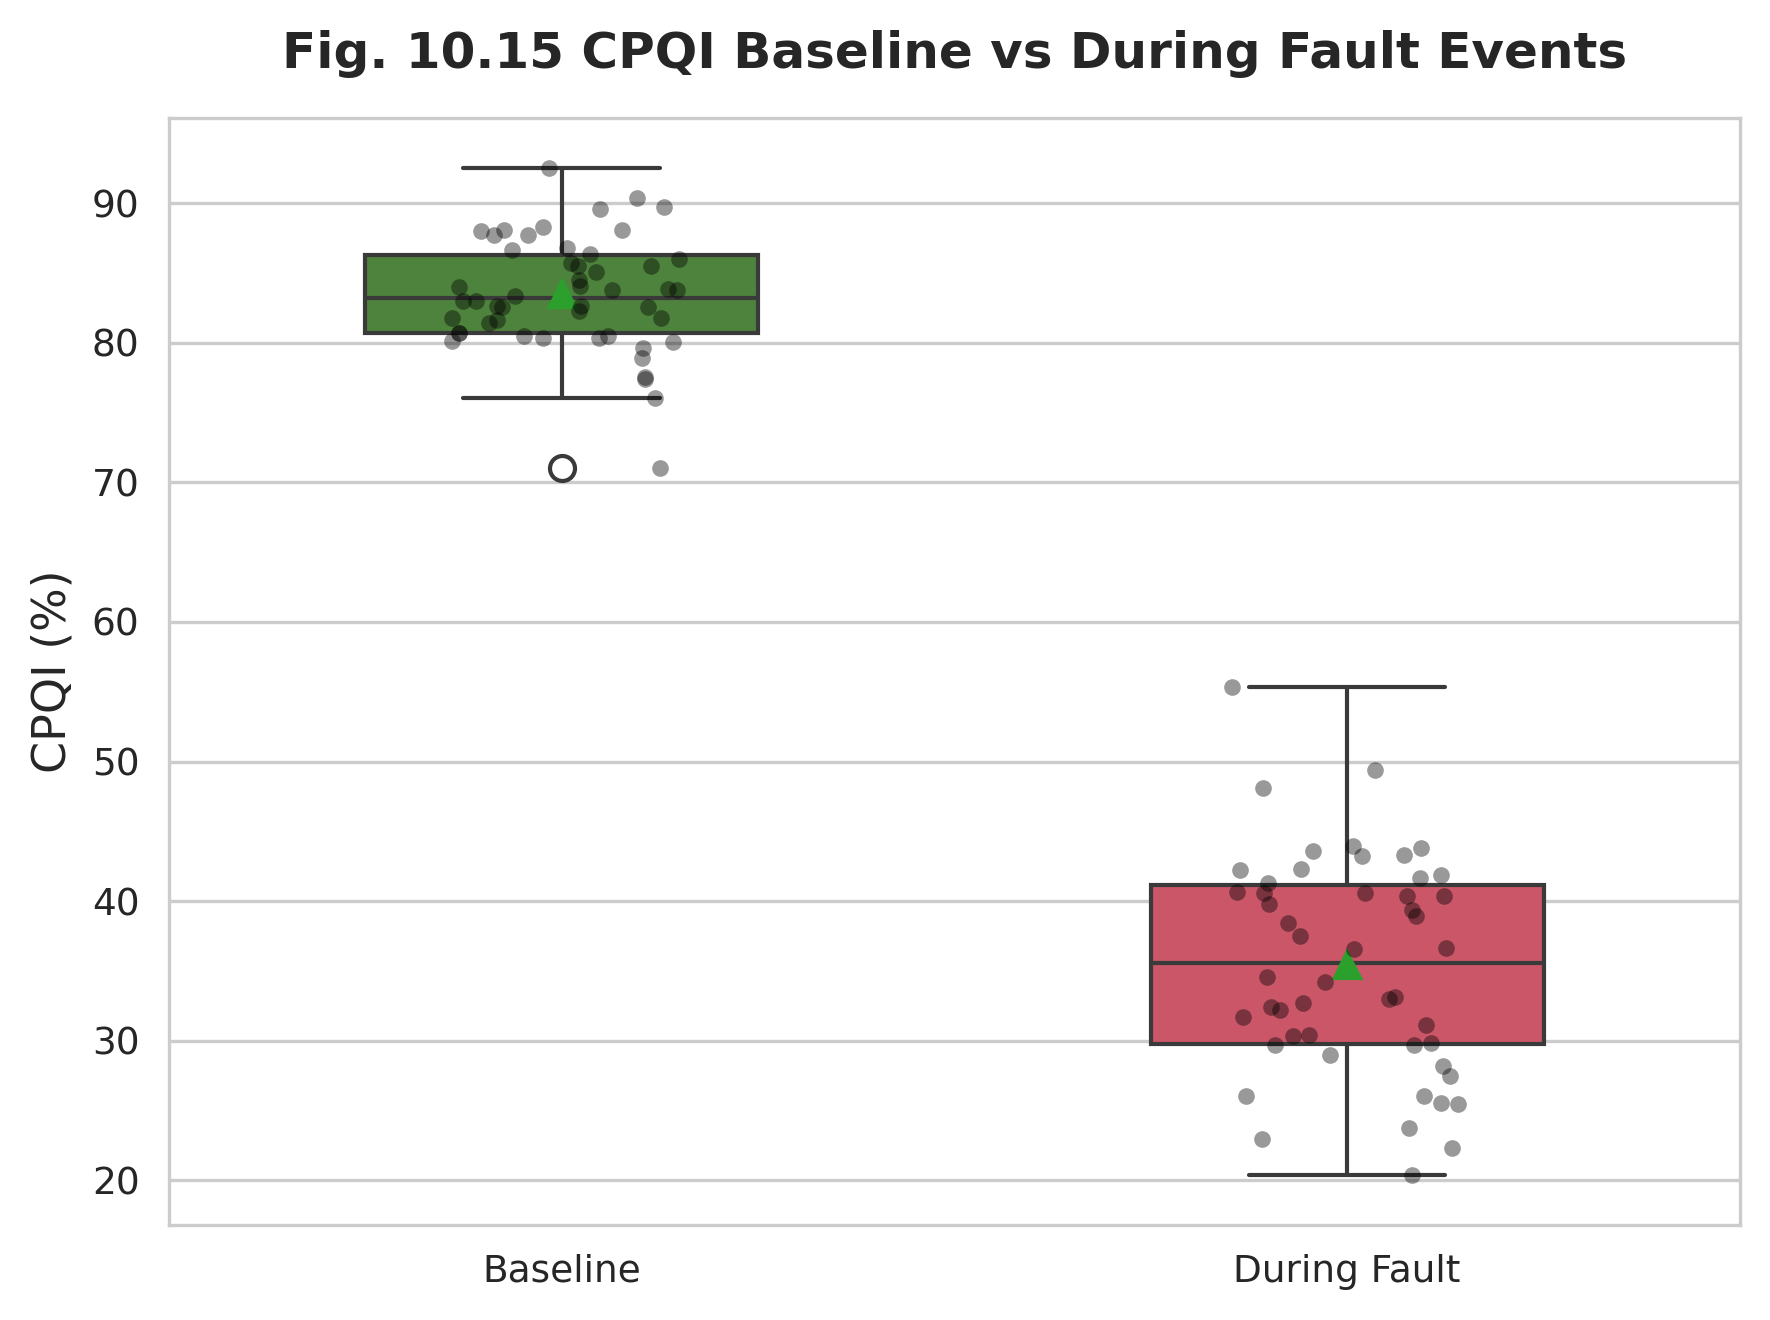 Fig. 10.15 CPQI Baseline vs During Fault Events
CPQI (%)
90
80
70
60
50
40
30
20
Baseline
During Fault